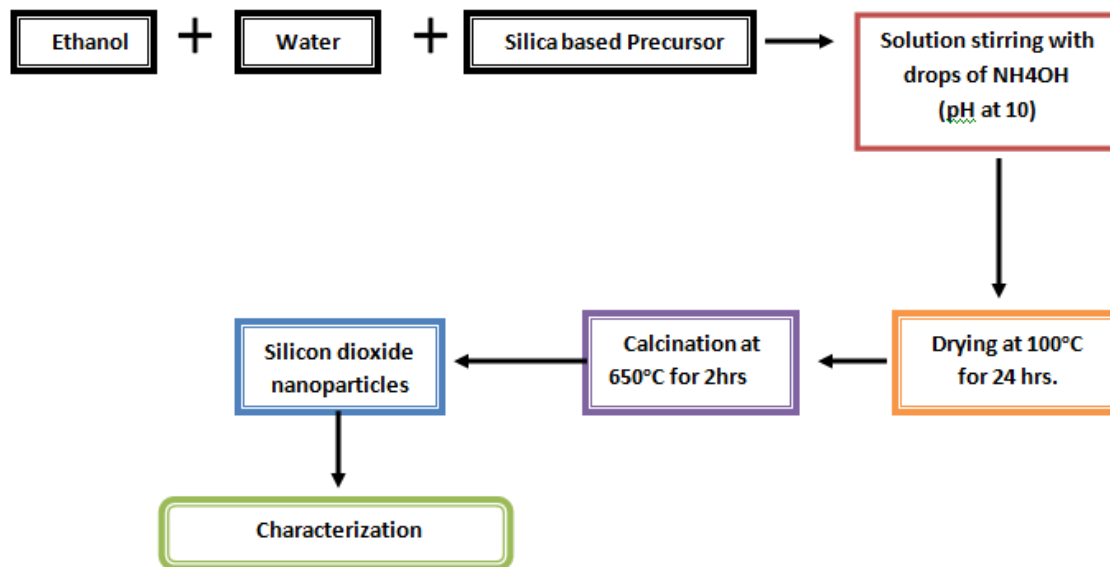 Ethanol + Water + Silica based Precursor
Solution stirring with
drops of NH4OH
(pH at 10)
Drying at 100°C
for 24 hrs.
Calcination at
650°C for 2hrs
Silicon dioxide
nanoparticles
Characterization